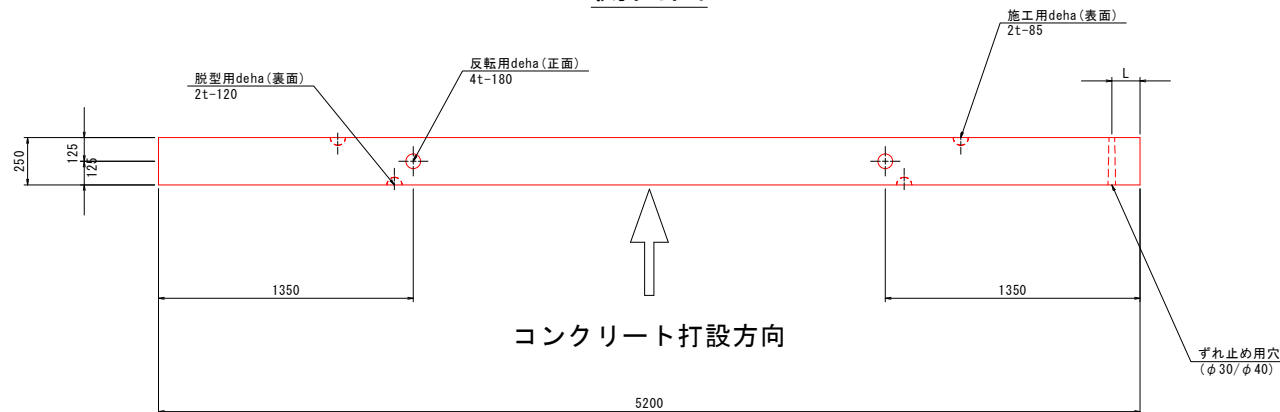 施工用deha(表面)
2t-85
反転用deha(正面)
4t-180
脱型用deha(裏面)
2t-120
L
250
125
125
1350
1350
コンクリート打設方向
ずれ止め用穴
(φ30/φ40)
5200